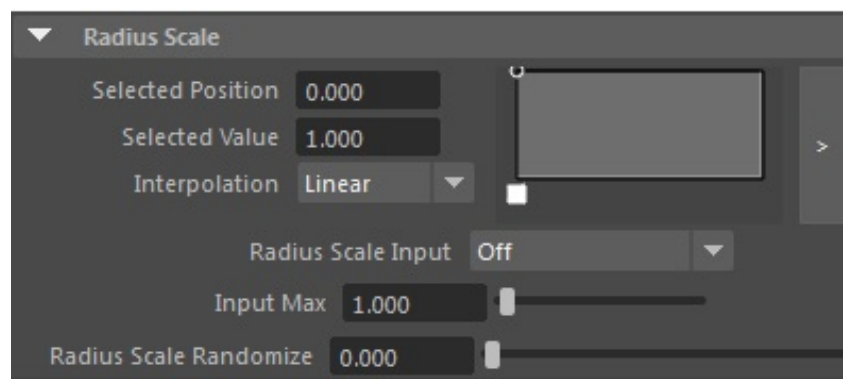 Radius Scale
Selected Position 0.000
Selected Value 1.000
>
Interpolation Linear
Radius Scale Input Off
Input Max 1.000
Radius Scale Randomize 0.000